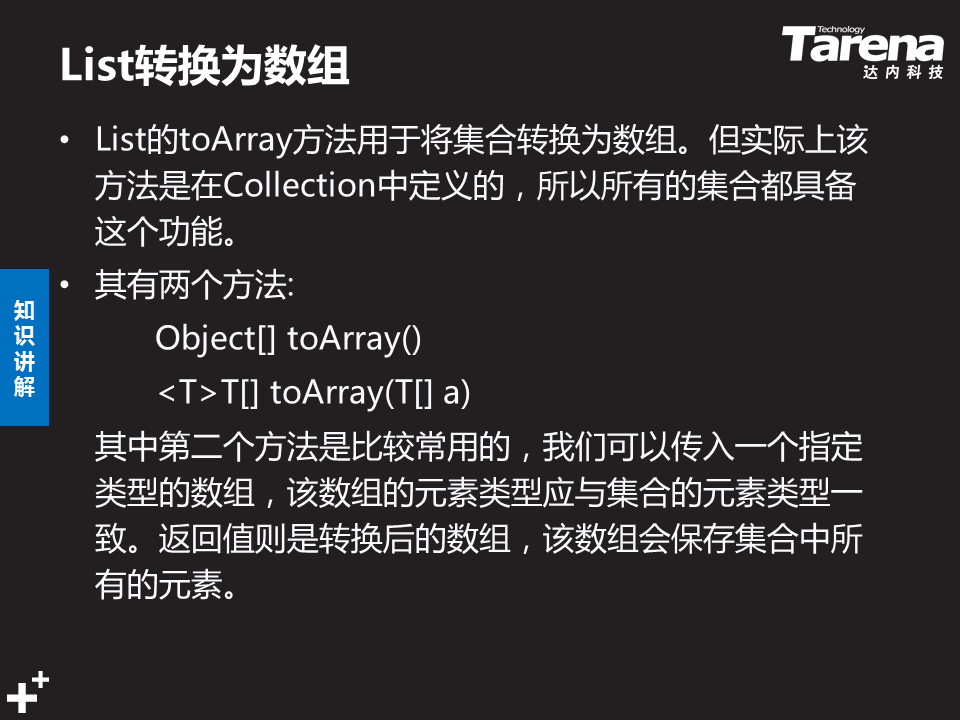 List转换为数组
Technology
Tarena
达内科技
• List的toArray方法用于将集合转换为数组。但实际上该
方法是在Collection中定义的，所以所有的集合都具备
这个功能。
• 其有两个方法:
Object[] toArray()
<T>T[] toArray(T[] a)
其中第二个方法是比较常用的，我们可以传入一个指定
类型的数组，该数组的元素类型应与集合的元素类型一
致。返回值则是转换后的数组，该数组会保存集合中所
有的元素。
知
识
讲
解